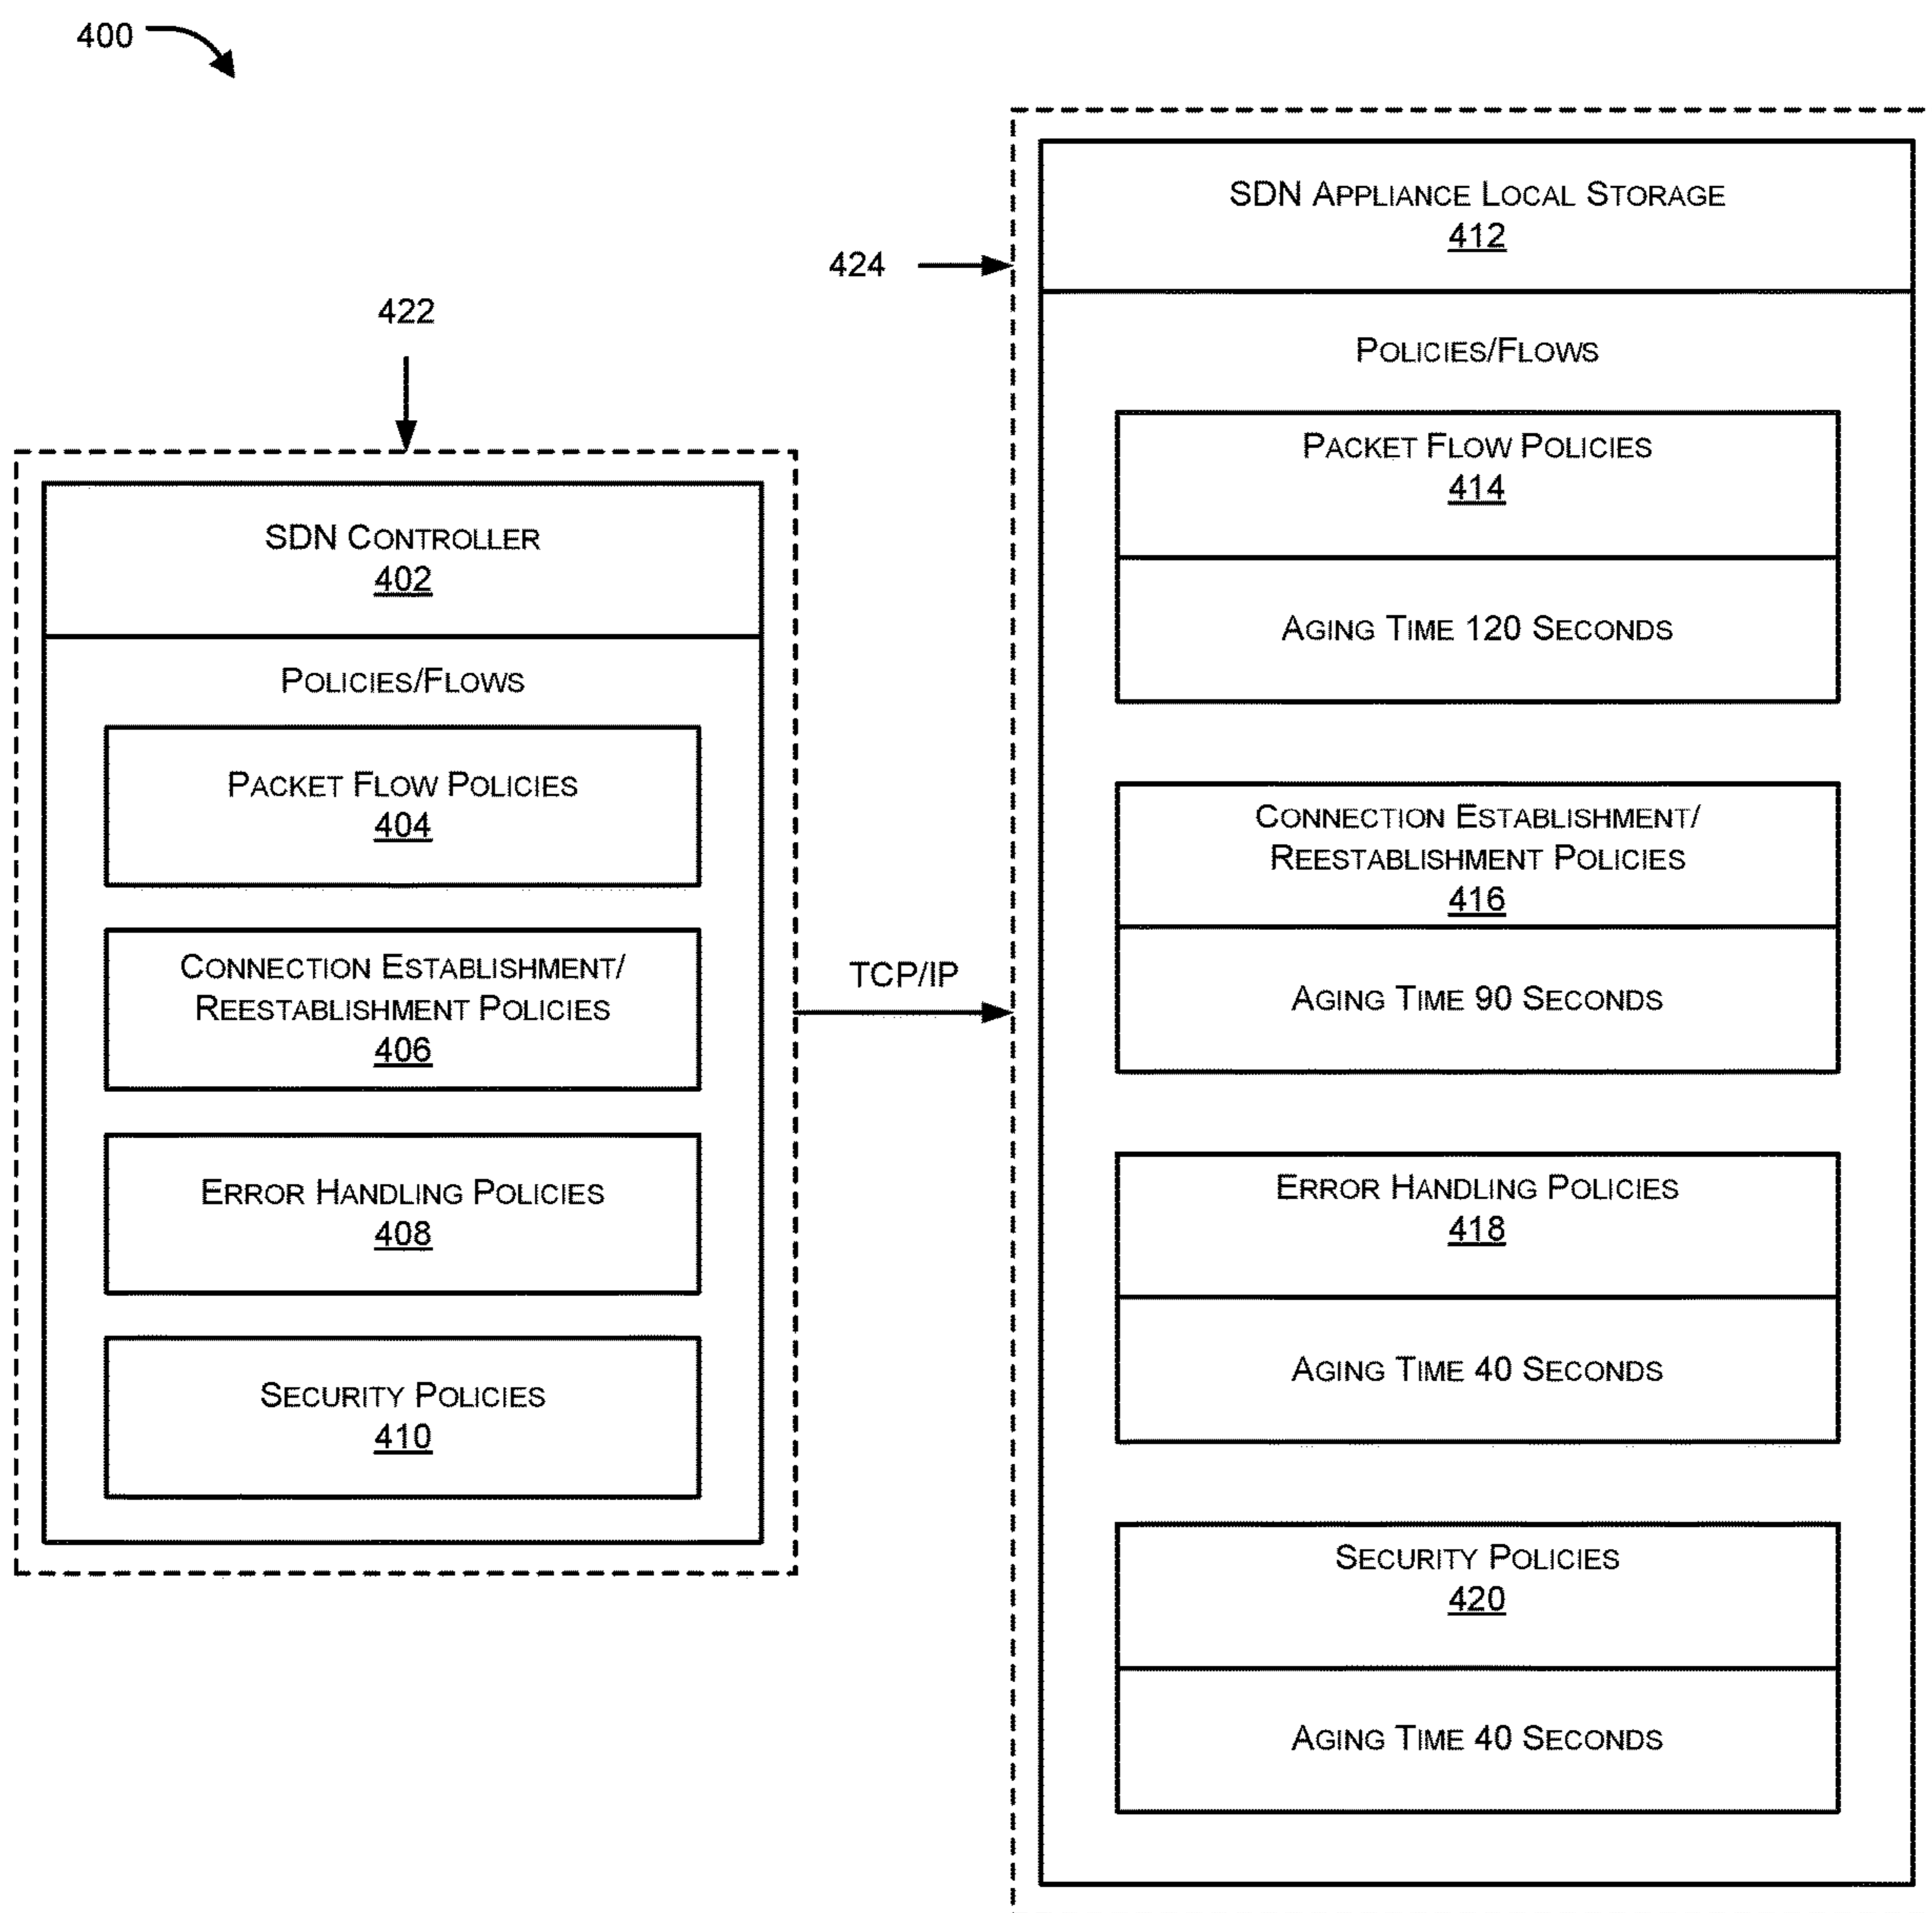 400
422
SDN Controller
402
Policies/Flows
Packet Flow Policies
404
Connection Establishment/
Reestablishment Policies
406
Error Handling Policies
408
Security Policies
410
TCP/IP
424
SDN Appliance Local Storage
412
Policies/Flows
Packet Flow Policies
414
Aging Time 120 Seconds
Connection Establishment/
Reestablishment Policies
416
Aging Time 90 Seconds
Error Handling Policies
418
Aging Time 40 Seconds
Security Policies
420
Aging Time 40 Seconds